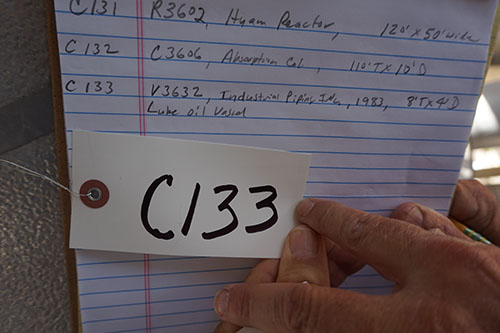 C131 R3602, Hyam Reactor, 120' x 50' wide
C132 C3606, Absorption Col, 110'T x 10'D
C133 V3632, Industrial Piping Inc, 1983, 8'T x 4'D
Lube oil Vessel
C133